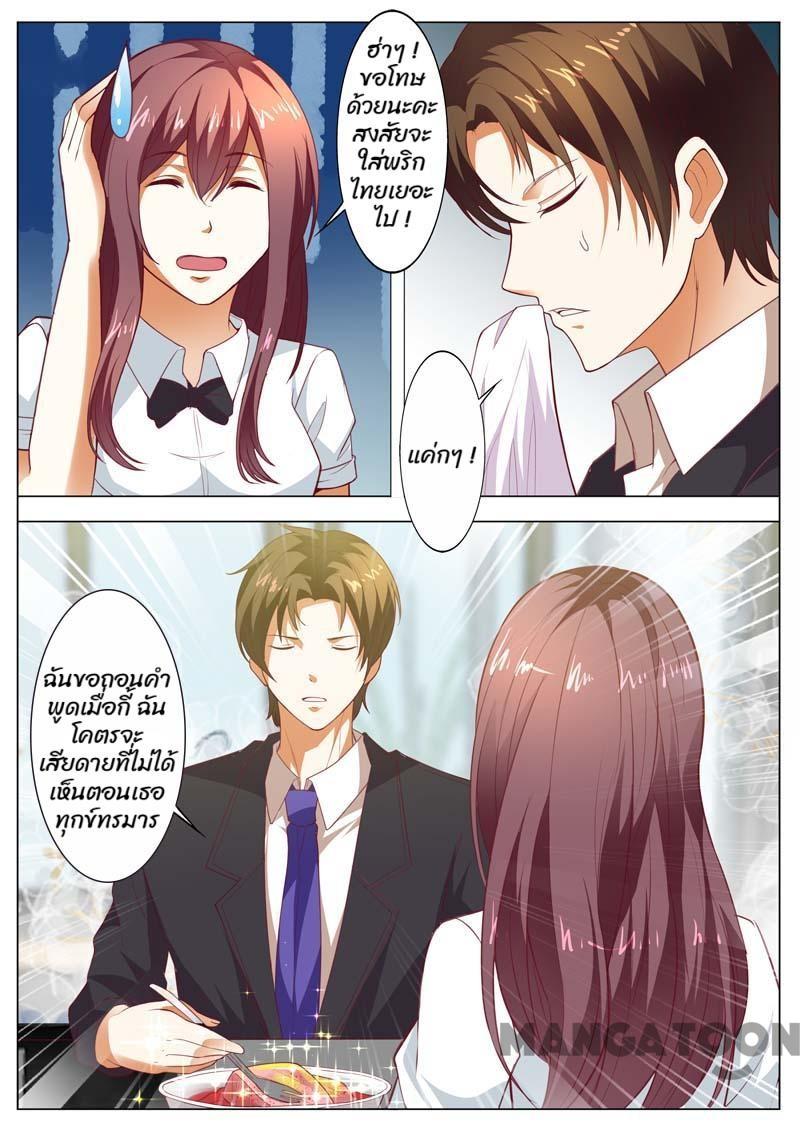 ฮ่าๆ !
ขอโทษ
ด้วยนะคะ
สงสัยจะ
ใส่พริก
ไทยเยอะ
ไป !
แค่กๆ !
ฉันขอถอนคำ
พูดเมื่อกี้ ฉัน
โคตรจะ
เสียดายที่ไม่ได้
เห็นตอนเธอ
ทุกข์ทรมาร
MANGATOON